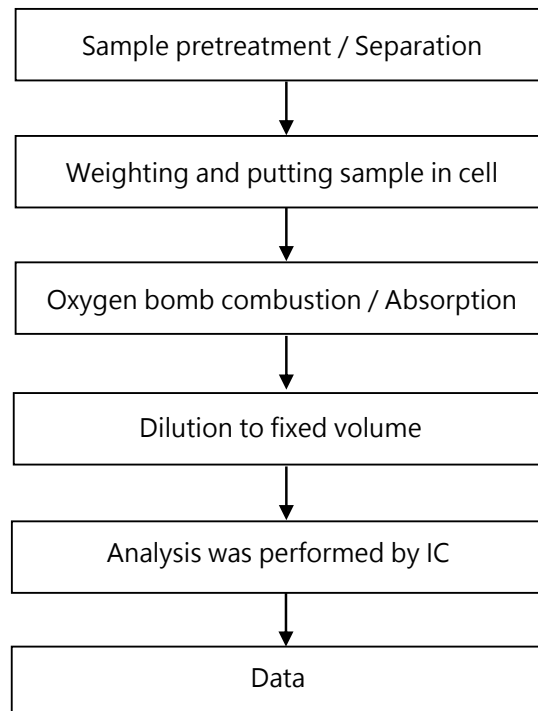 Sample pretreatment / Separation
Weighting and putting sample in cell
Oxygen bomb combustion / Absorption
Dilution to fixed volume
Analysis was performed by IC
Data